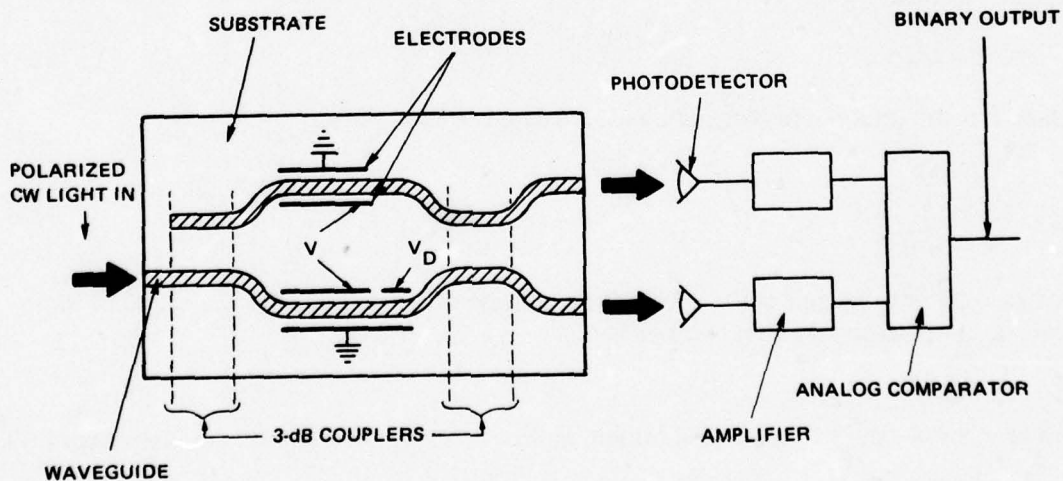 SUBSTRATE
ELECTRODES
BINARY OUTPUT
PHOTODETECTOR
POLARIZED
CW LIGHT IN
V
V_D
3-dB COUPLERS
WAVEGUIDE
AMPLIFIER
ANALOG COMPARATOR